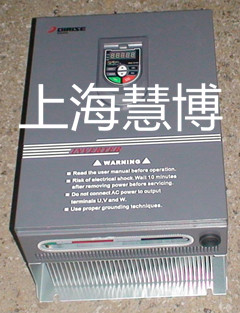 上海慧博
INVERTER
WARNING
Read the user manual before operation.
Risk of electrical shock. Wait 10 minutes
after removing power before servicing.
Do not connect AC power to output
terminals U,V and W.
Use proper grounding techniques.